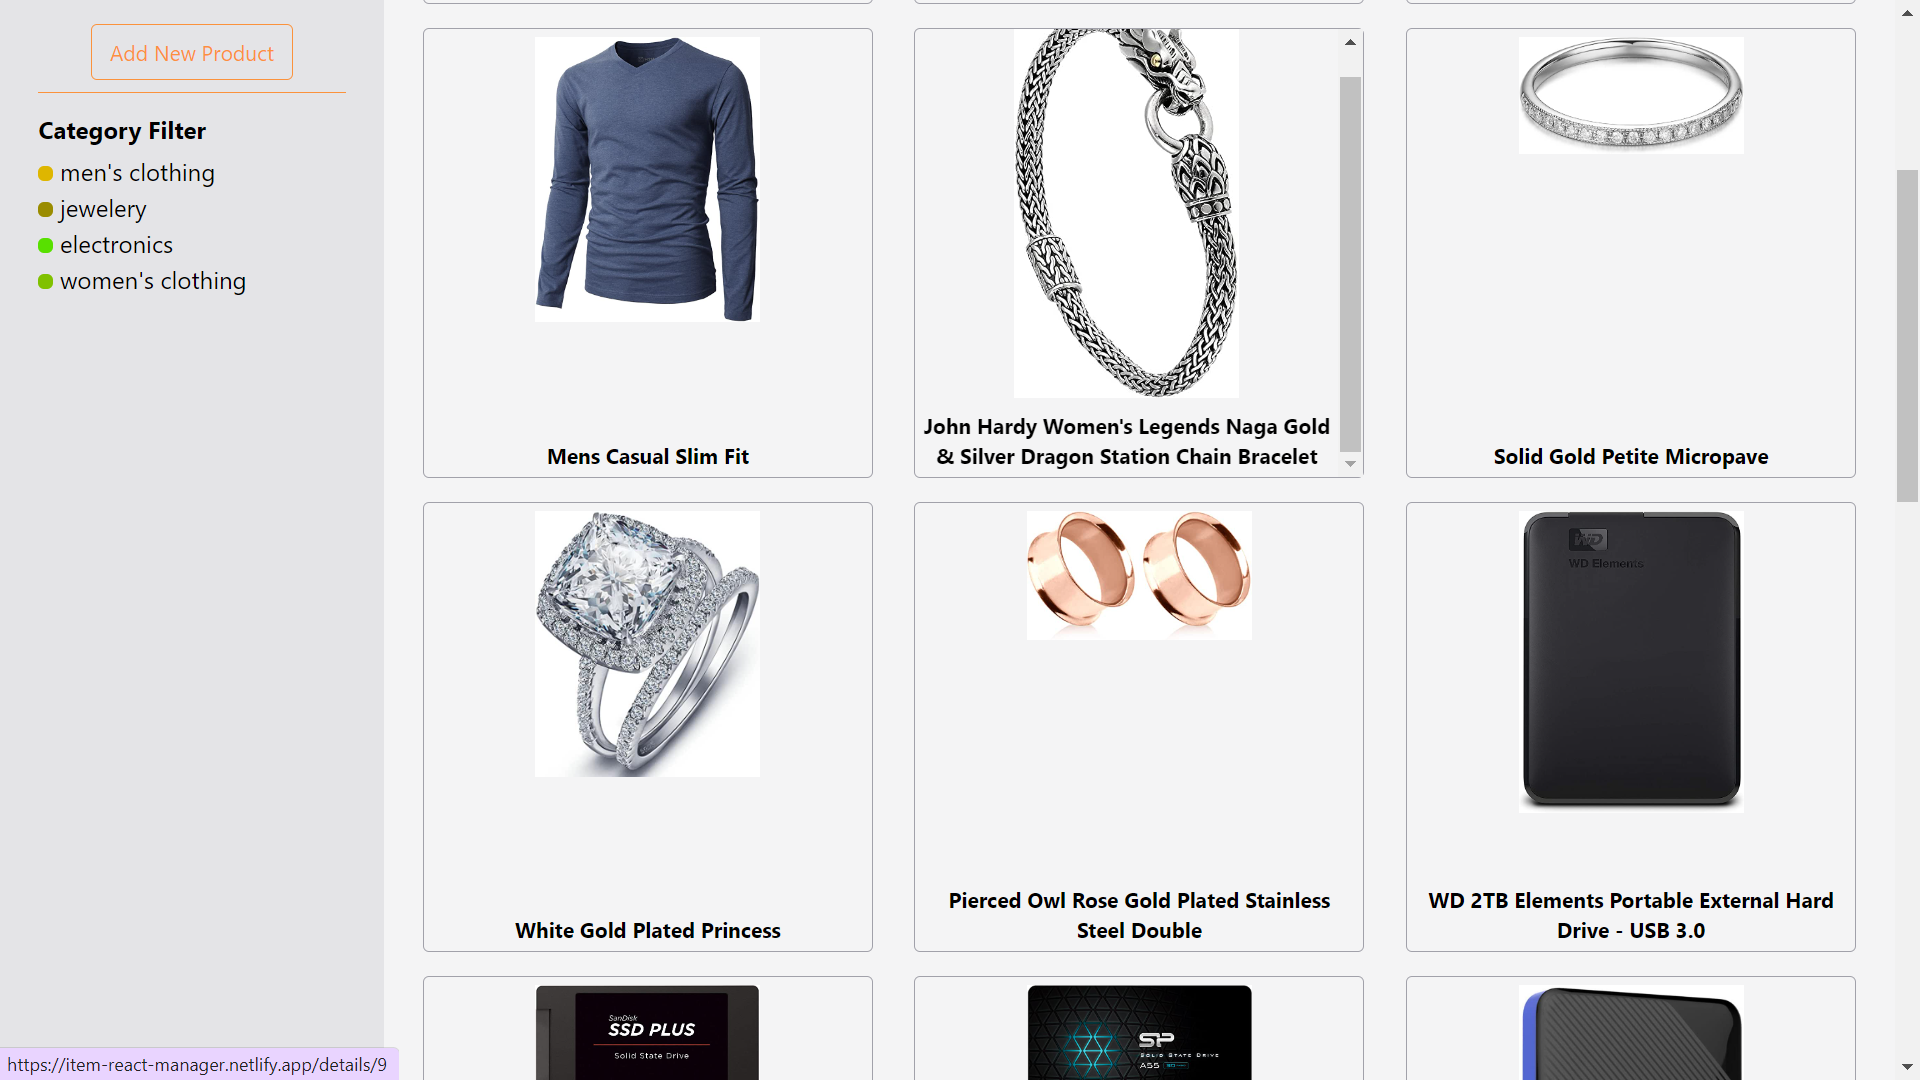 Add New Product
Category Filter
men's clothing
jewelery
electronics
women's clothing
Mens Casual Slim Fit
John Hardy Women's Legends Naga Gold
& Silver Dragon Station Chain Bracelet
Solid Gold Petite Micropave
WD
WD Elements
White Gold Plated Princess
Pierced Owl Rose Gold Plated Stainless
Steel Double
WD 2TB Elements Portable External Hard
Drive - USB 3.0
SanDisk
SSD PLUS
Solid State Drive
SP
SOLID STATE DRIVE
A55
https://item-react-manager.netlify.app/details/9